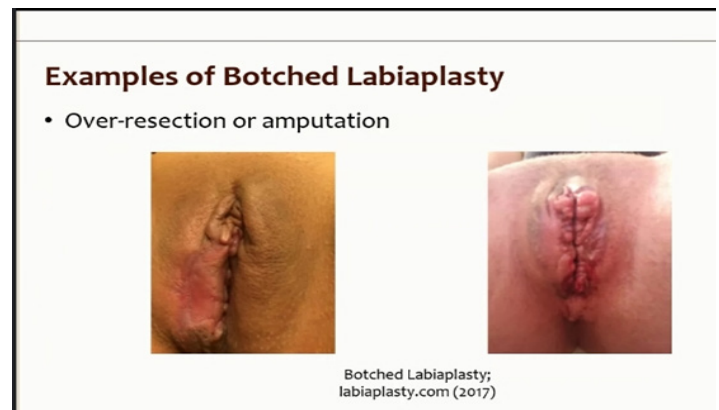 Examples of Botched Labiaplasty
• Over-resection or amputation
Botched Labiaplasty;
labiaplasty.com (2017)